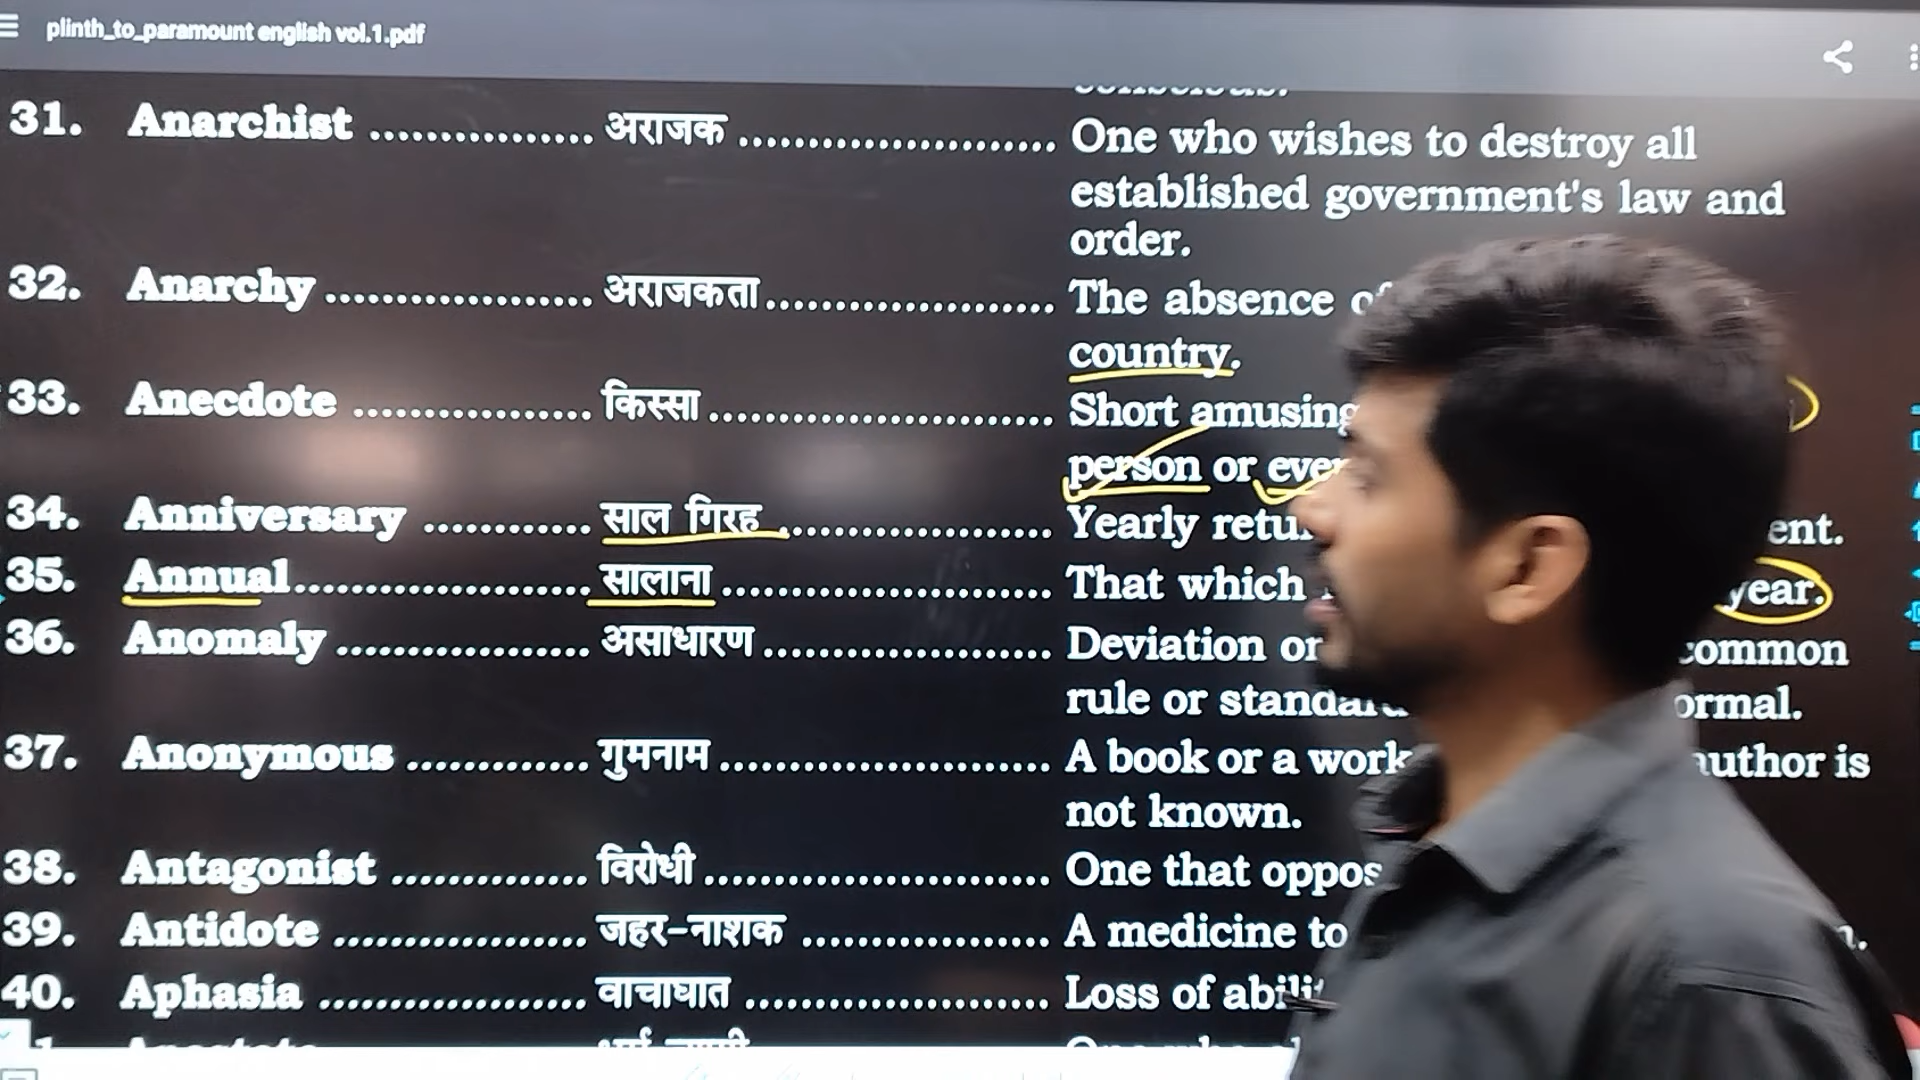 plinth_to_paramount english vol.1.pdf
31. Anarchist ................ अराजक ....................... One who wishes to destroy all
established government's law and
order.
32. Anarchy ................... अराजकता ..................... The absence
country.
33. Anecdote ................. किस्सा ......................... Short amusing
person or
34. Anniversary ............ साल गिरह ................... Yearly
35. Annual ..................... सालाना ........................ That which year.
36. Anomaly .................. असाधारण ..................... Deviation or common
rule or
37. Anonymous ............. गुमनाम ........................ A book or a work author is
not known.
38. Antagonist .............. विरोधी ......................... One that
39. Antidote .................. जहर-नाशक .................. A medicine to
40. Aphasia ................... वाचाघात ...................... Loss of